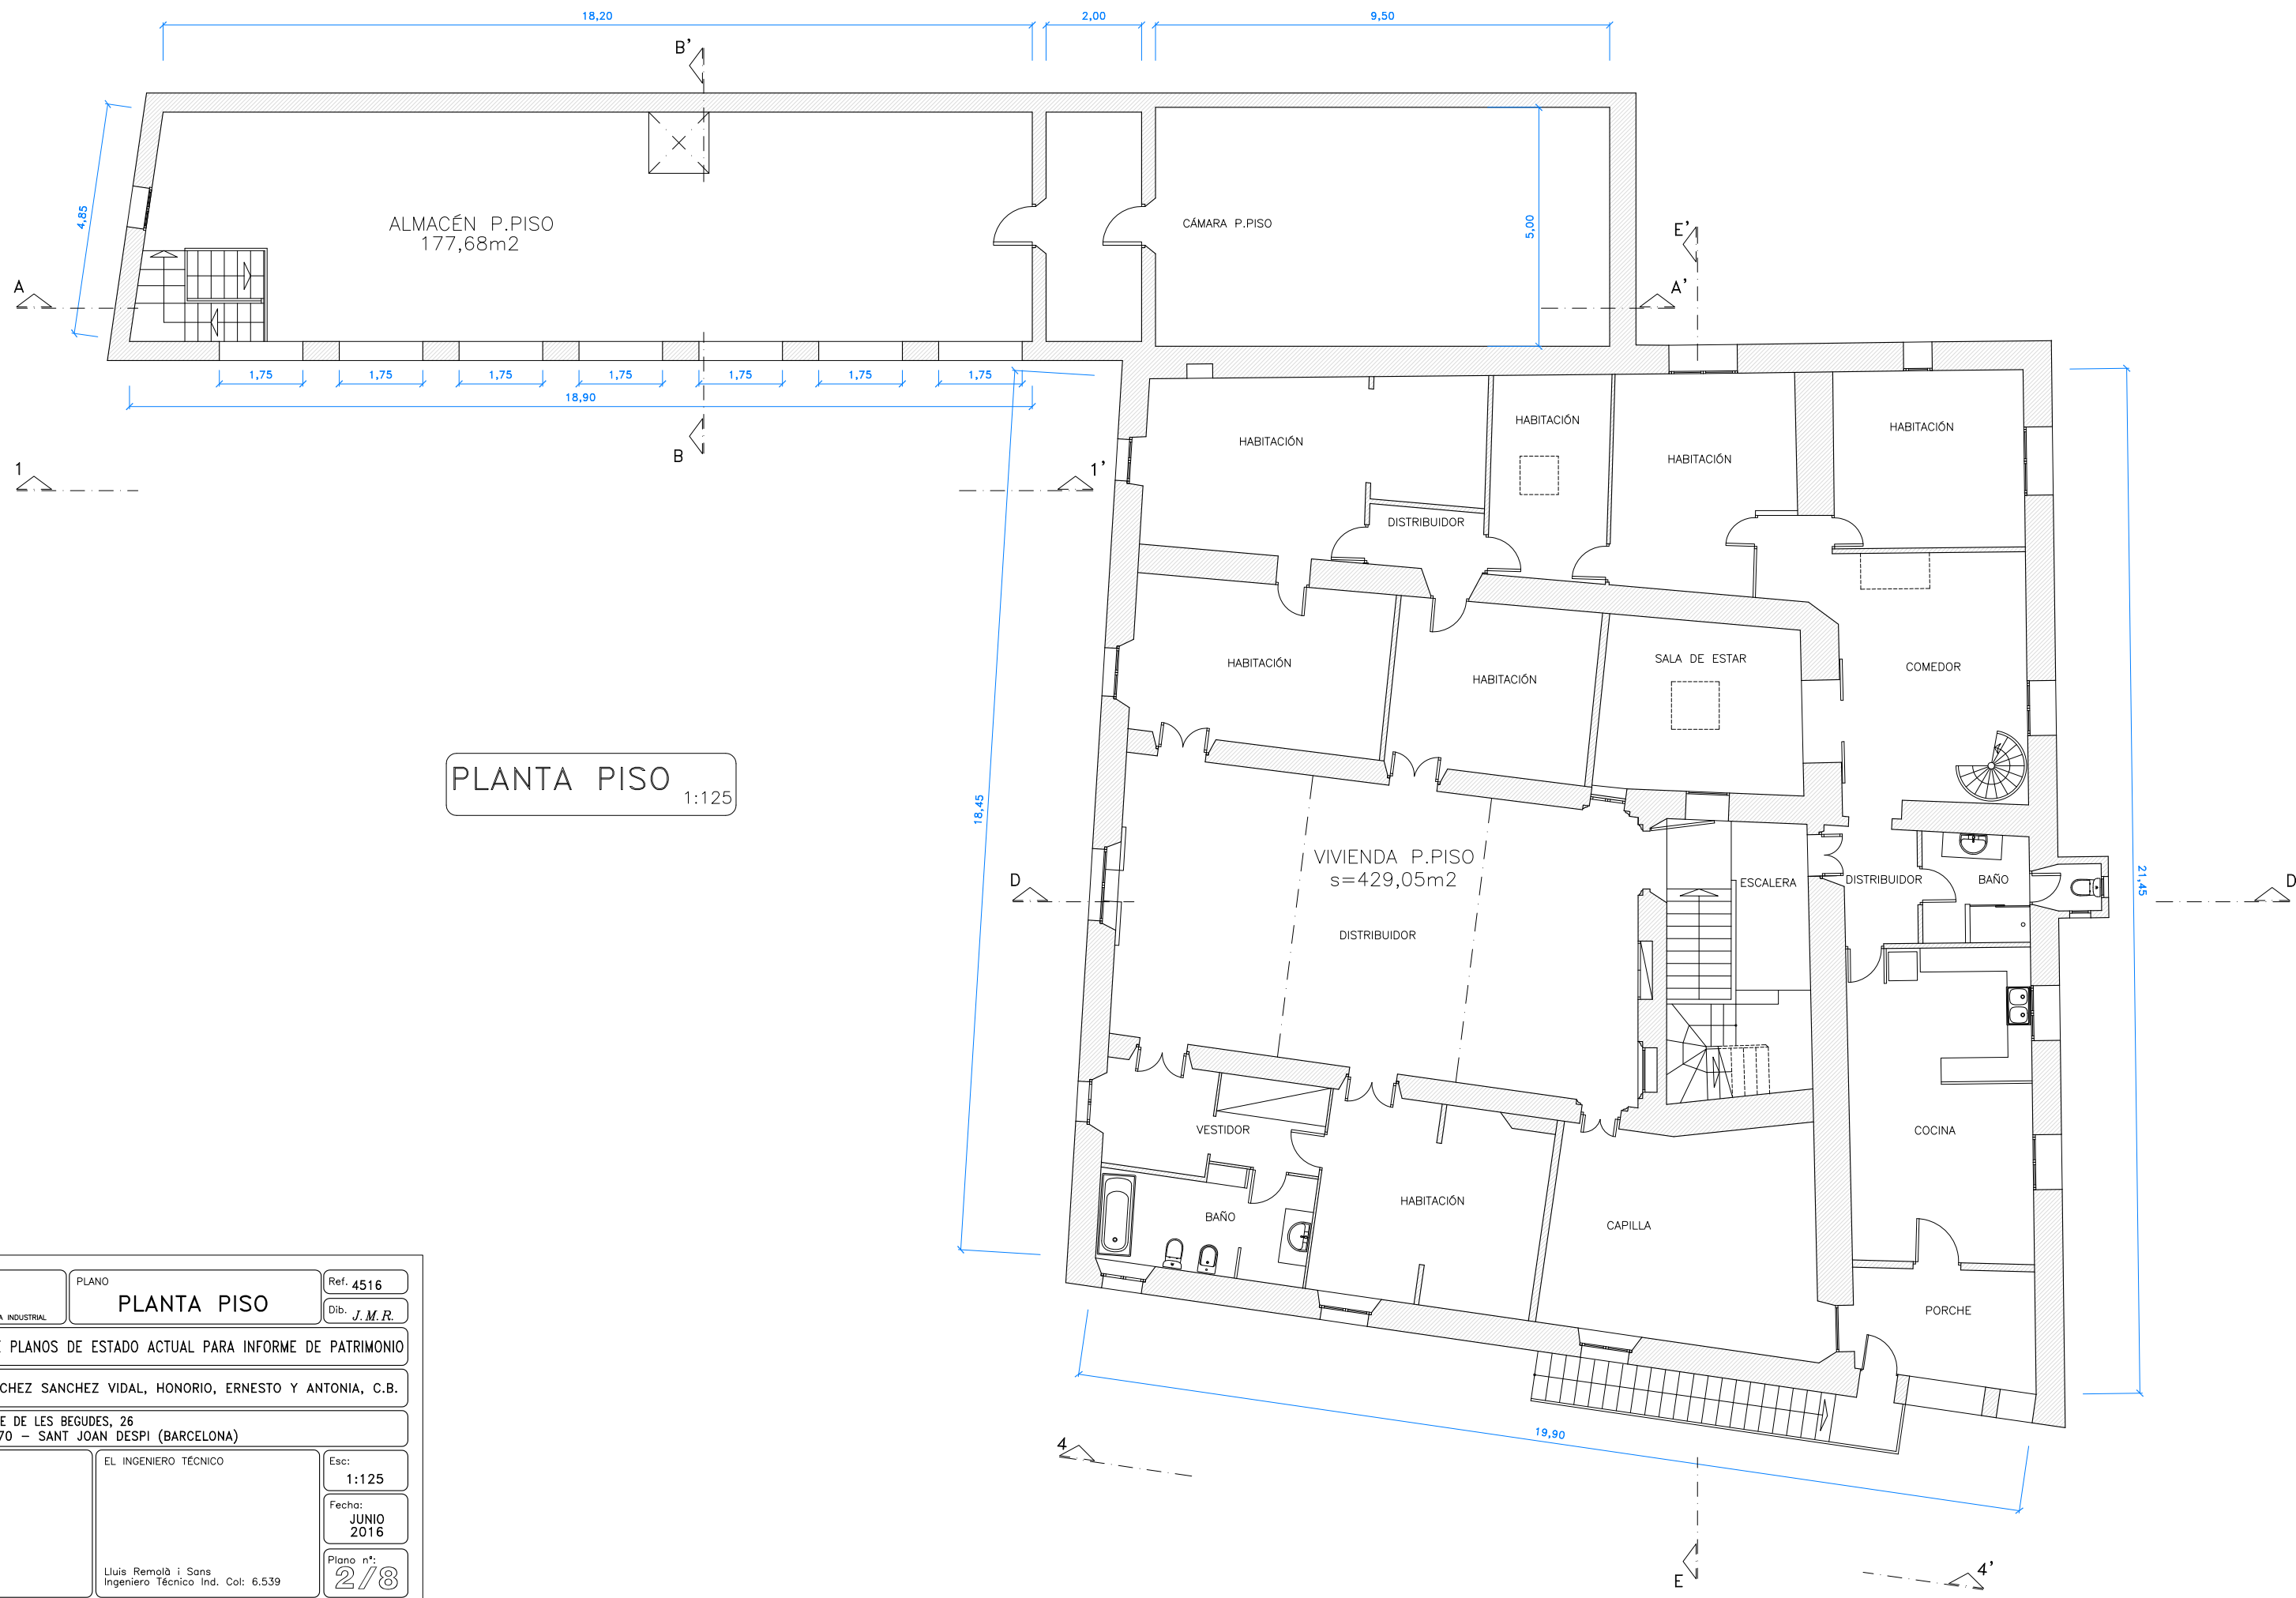 18,20
2,00
9,50
B'
4,85
ALMACÉN P.PISO
177,68m2
CÁMARA P.PISO
5,00
E'
A
A'
1,75
1,75
1,75
1,75
1,75
1,75
1,75
18,90
B
1
1'
HABITACIÓN
HABITACIÓN
HABITACIÓN
HABITACIÓN
DISTRIBUIDOR
HABITACIÓN
HABITACIÓN
SALA DE ESTAR
COMEDOR
PLANTA PISO
1:125
18,45
VIVIENDA P.PISO
s=429,05m2
DISTRIBUIDOR
ESCALERA
DISTRIBUIDOR
BAÑO
21,45
D
D
VESTIDOR
COCINA
BAÑO
HABITACIÓN
CAPILLA
PORCHE
19,90
4
E
4'
INDUSTRIAL
PLANO
PLANTA PISO
Ref. 4516
Dib. J.M.R.
PLANOS DE ESTADO ACTUAL PARA INFORME DE PATRIMONIO
CHEZ SANCHEZ VIDAL, HONORIO, ERNESTO Y ANTONIA, C.B.
E DE LES BEGUDES, 26
70 - SANT JOAN DESPI (BARCELONA)
EL INGENIERO TÉCNICO
Lluis Remolà i Sans
Ingeniero Técnico Ind. Col: 6.539
Esc:
1:125
Fecha:
JUNIO
2016
Plano nº:
2/8